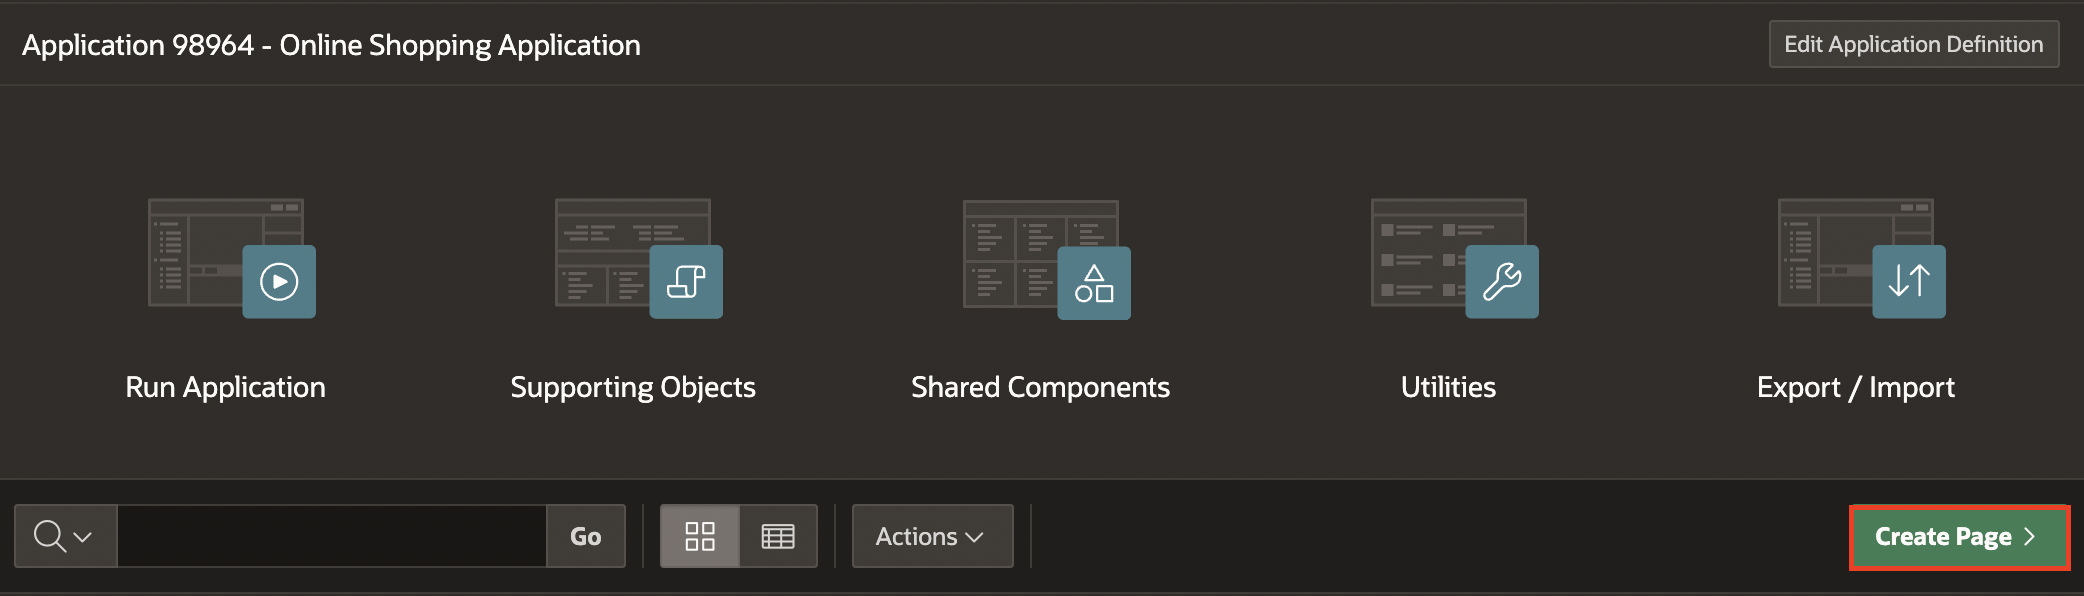 Application 98964 - Online Shopping Application
Edit Application Definition
Run Application
Supporting Objects
Shared Components
Utilities
Export / Import
Go
Actions
Create Page